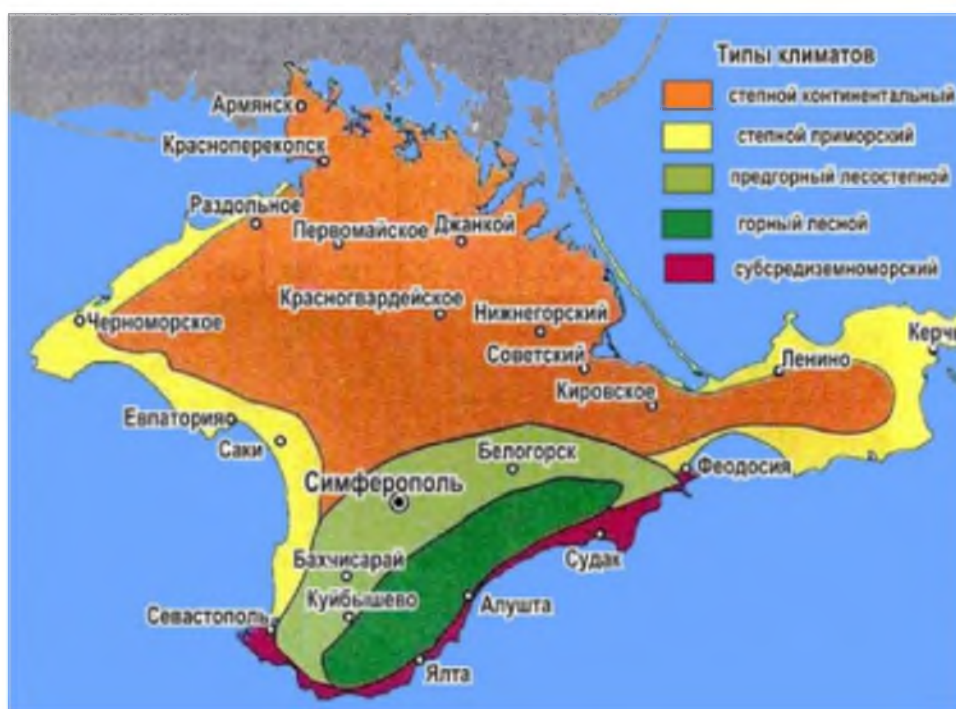 Типы климатов
степной континентальный
степной приморский
предгорный лесостепной
горный лесной
субсредиземноморский
Армянск
Красноперекопск
Раздольное
Первомайское
Джанкой
Красногвардейское
Нижнегорский
Черноморское
Советский
Ленино
Керчь
Кировское
Евпатория
Саки
Белогорск
Феодосия
Симферополь
Судак
Бахчисарай
Куйбышево
Алушта
Севастополь
Ялта